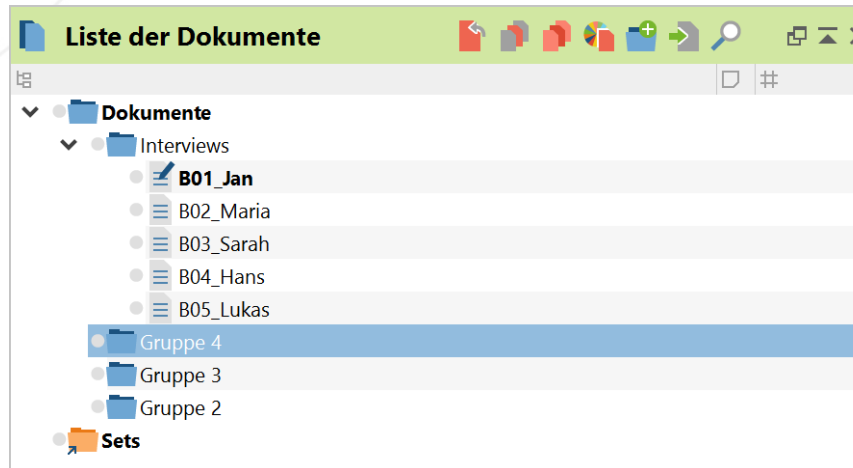 Liste der Dokumente
Dokumente
Interviews
B01_Jan
B02_Maria
B03_Sarah
B04_Hans
B05_Lukas
Gruppe 4
Gruppe 3
Gruppe 2
Sets